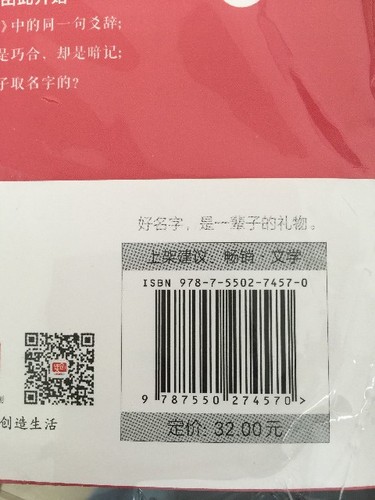 》中的同一句爻辞;
是巧合,却是暗记;
子取名字的?
好名字,是一辈子的礼物。
上架建议:畅销·文学
ISBN 978-7-5502-7457-0
9 787550 274570 >
定价: 32.00元
创造生活